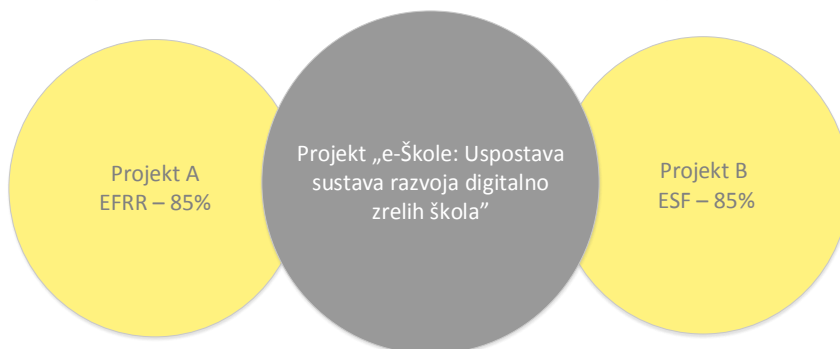 Projekt A
EFRR – 85%
Projekt „e-Škole: Uspostava
sustava razvoja digitalno
zrelih škola”
Projekt B
ESF – 85%